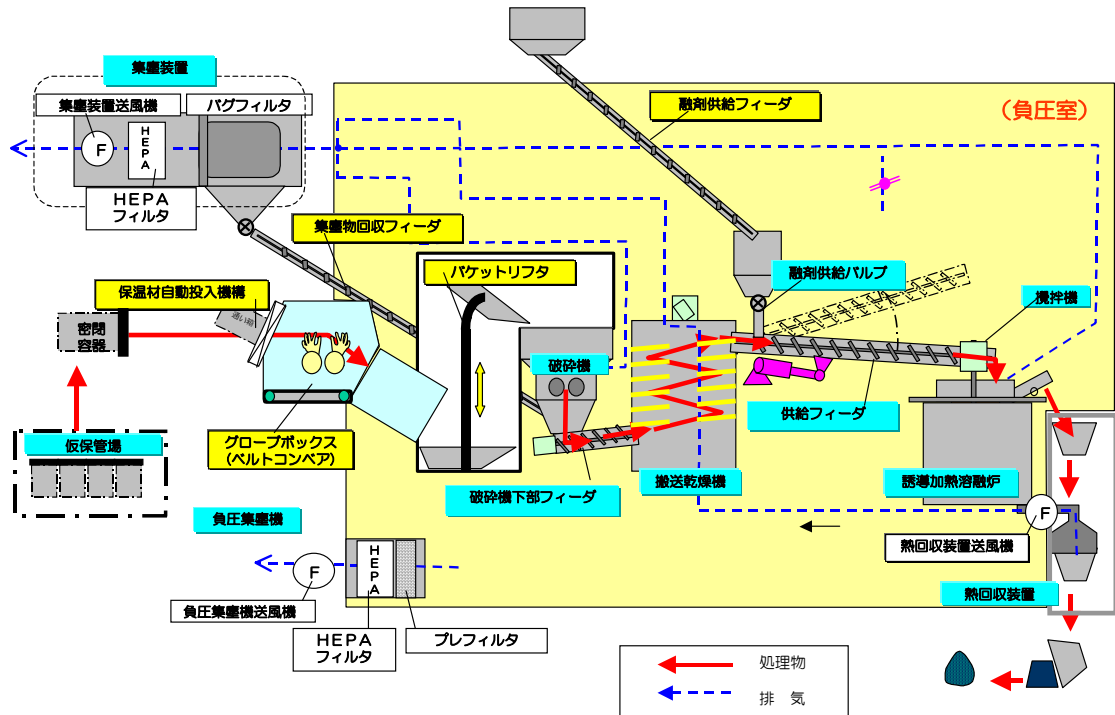 集塵装置
集塵装置送風機
バグフィルタ
F
HEPA
HEPA
フィルタ
融剤供給フィーダ
(負圧室)
集塵物回収フィーダ
バケットリフタ
融剤供給バルブ
攪拌機
保温材自動投入機構
通い箱
密閉
容器
破砕機
供給フィーダ
仮保管場
グローブボックス
(ベルトコンベア)
破砕機下部フィーダ
搬送乾燥機
誘導加熱溶融炉
負圧集塵機
F
熱回収装置送風機
F
HEPA
熱回収装置
負圧集塵機送風機
HEPA
フィルタ
プレフィルタ
処理物
排 気